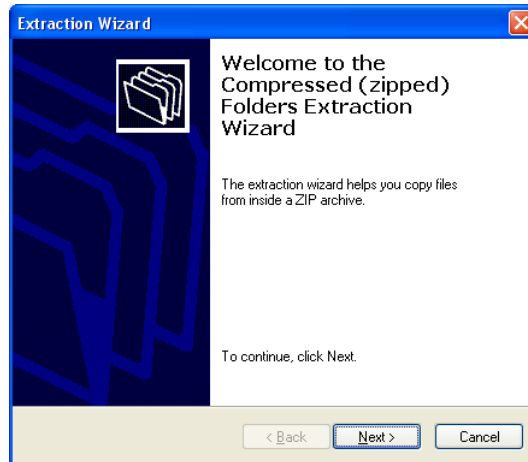 Extraction Wizard
Welcome to the
Compressed (zipped)
Folders Extraction
Wizard
The extraction wizard helps you copy files
from inside a ZIP archive.
To continue, click Next.
< Back
Next >
Cancel